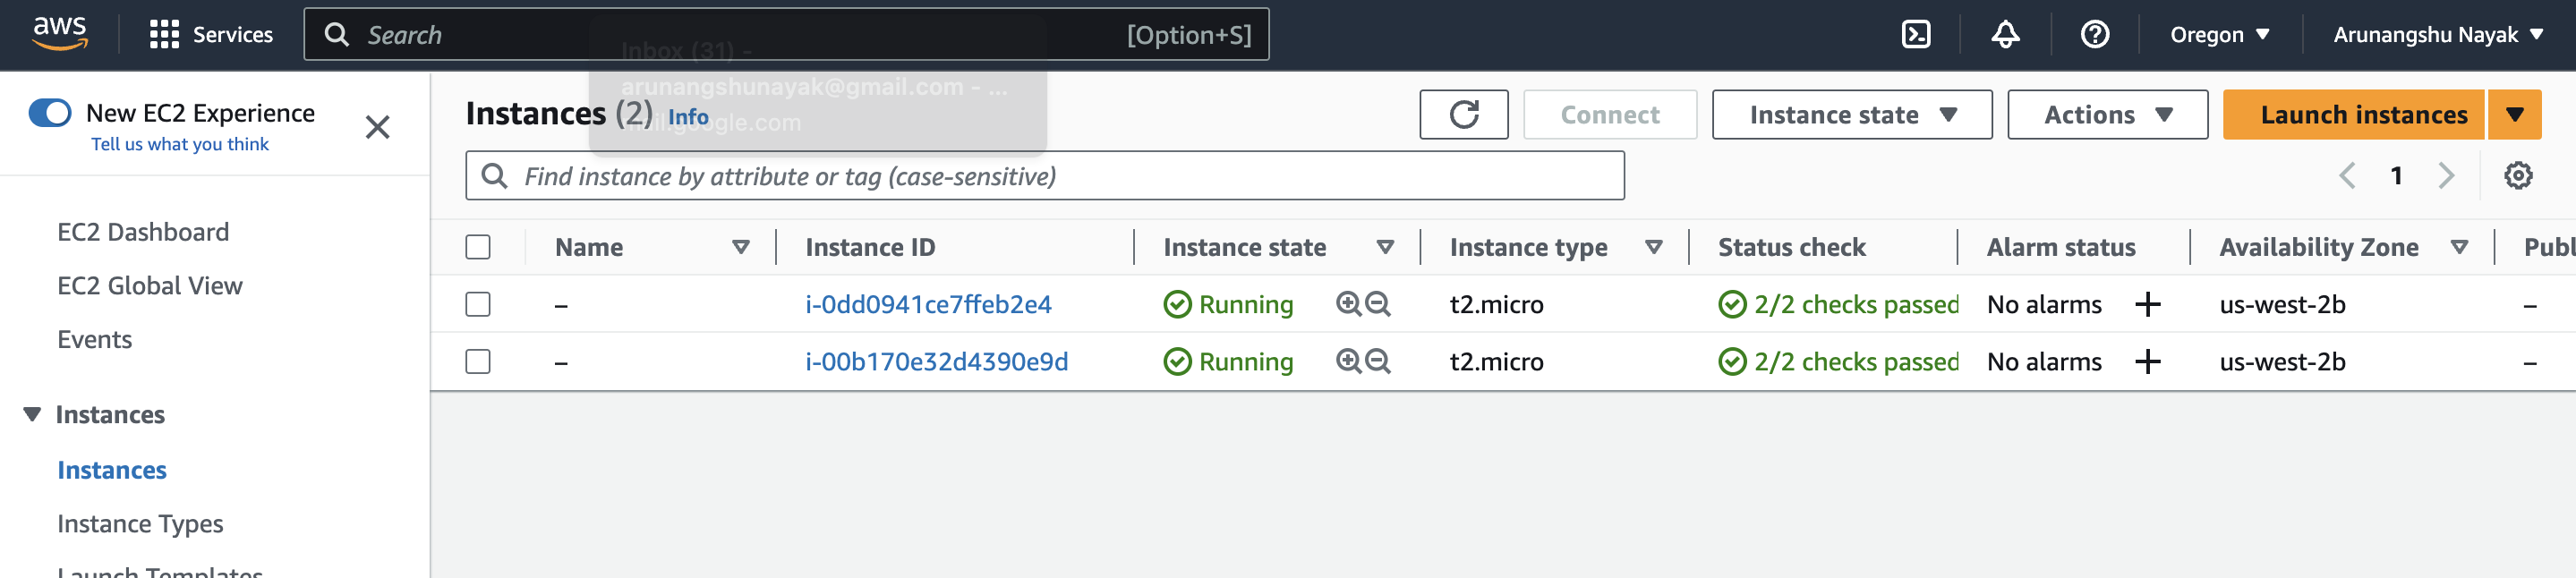 aws Services Search [Option+S] Oregon Arunangshu Nayak
Inbox (31) -
arunangshunayak@gmail.com - ...
mail.google.com
New EC2 Experience
Tell us what you think
EC2 Dashboard
EC2 Global View
Events
Instances
Instances
Instance Types
Launch Templates
Instances (2) Info Connect Instance state Actions Launch instances
Find instance by attribute or tag (case-sensitive) 1
Name Instance ID Instance state Instance type Status check Alarm status Availability Zone Publ
– i-0dd0941ce7ffeb2e4 Running t2.micro 2/2 checks passed No alarms + us-west-2b –
– i-00b170e32d4390e9d Running t2.micro 2/2 checks passed No alarms + us-west-2b –